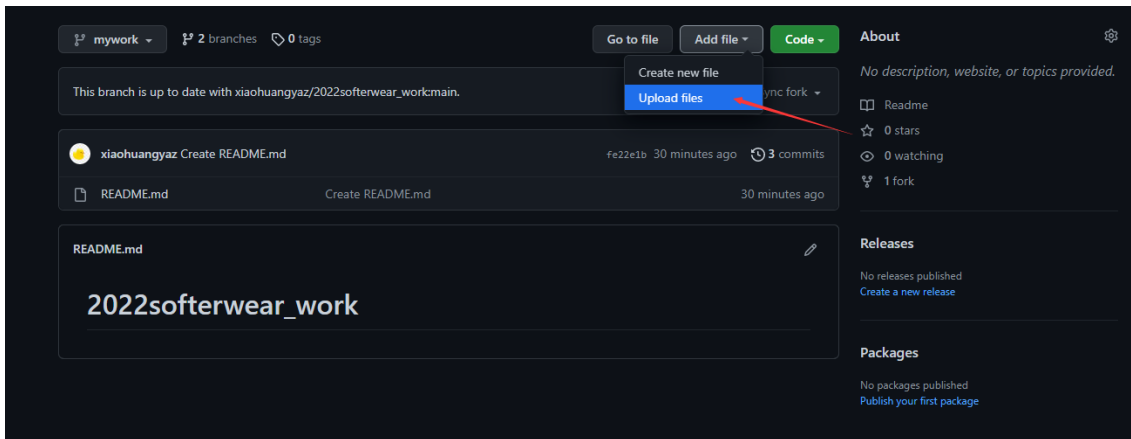 mywork 2 branches 0 tags Go to file Add file Code
Create new file
Upload files
This branch is up to date with xiaohuangyaz/2022softerwear_work:main. ync fork
xiaohuangyaz Create README.md fe22e1b 30 minutes ago 3 commits
README.md Create README.md 30 minutes ago
README.md
2022softerwear_work
About
No description, website, or topics provided.
Readme
0 stars
0 watching
1 fork
Releases
No releases published
Create a new release
Packages
No packages published
Publish your first package